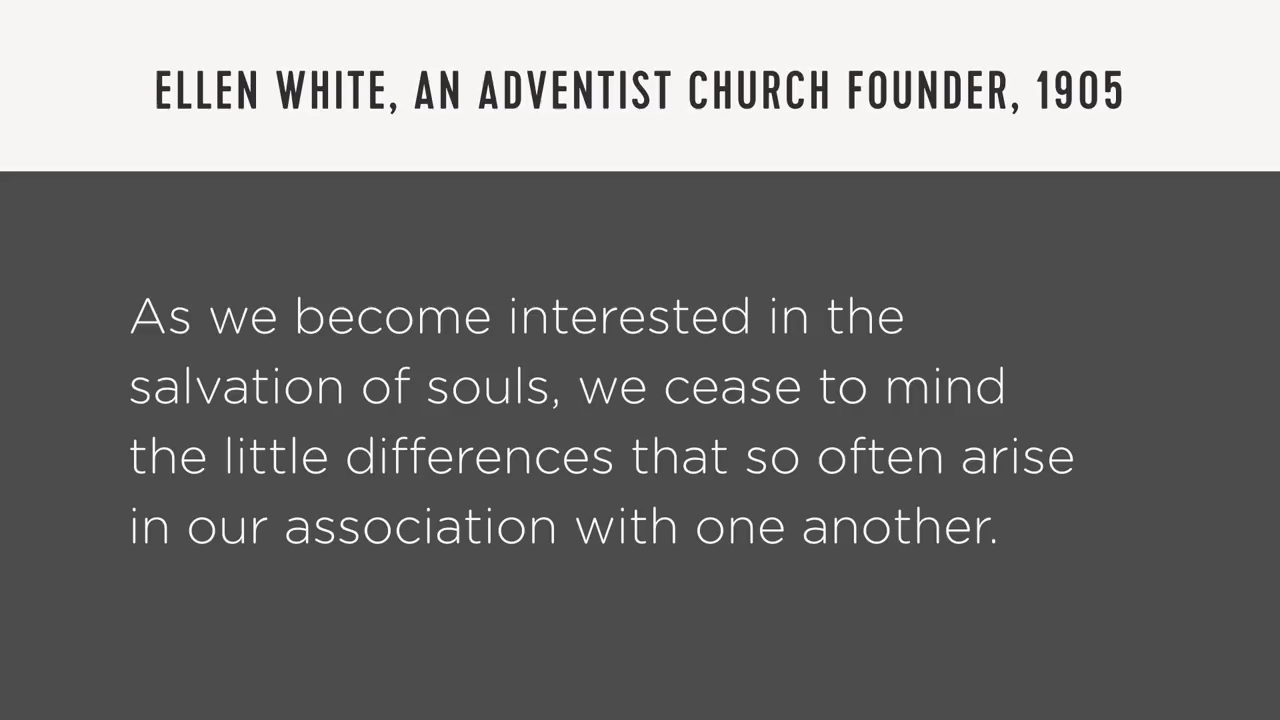 ELLEN WHITE, AN ADVENTIST CHURCH FOUNDER, 1905
As we become interested in the
salvation of souls, we cease to mind
the little differences that so often arise
in our association with one another.